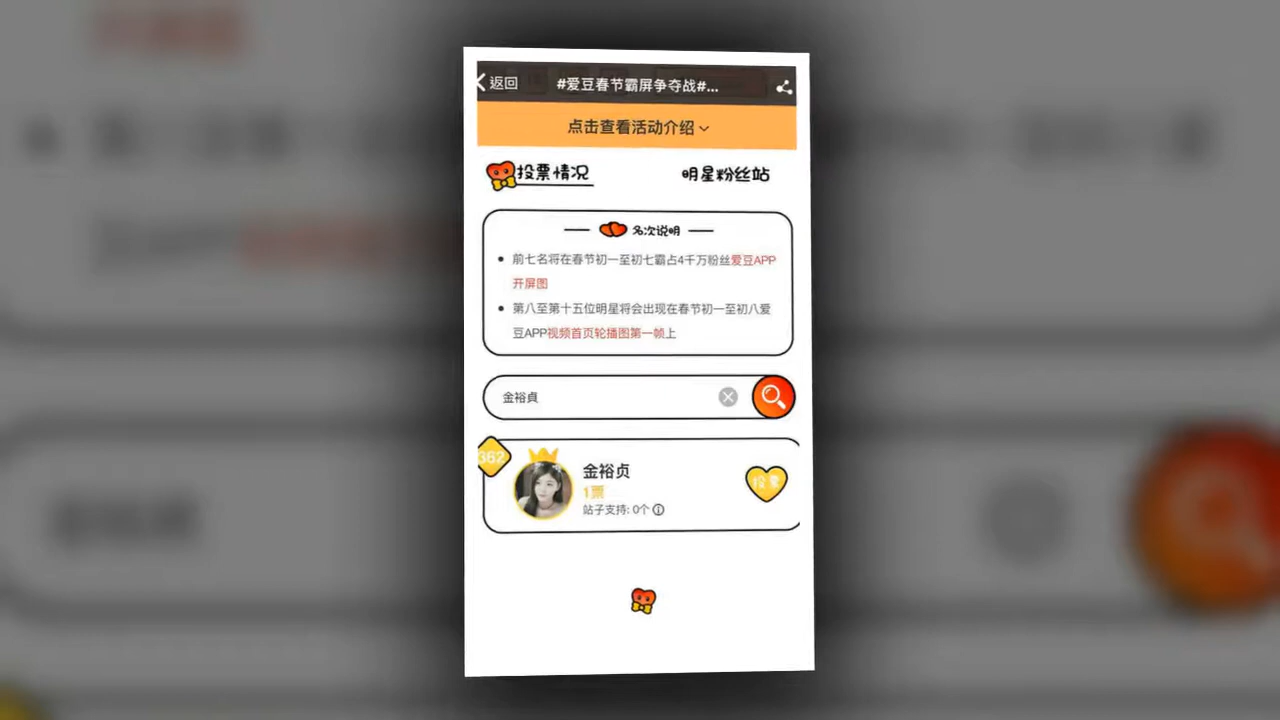 返回
#爱豆春节霸屏争夺战#...
点击查看活动介绍
投票情况
明星粉丝站
名次说明
前七名将在春节初一至初七霸占4千万粉丝爱豆APP
开屏图
第八至第十五位明星将会出现在春节初一至初八爱
豆APP视频首页轮播图第一帧上
金裕貞
362
金裕贞
1票
站子支持: 0个
投票